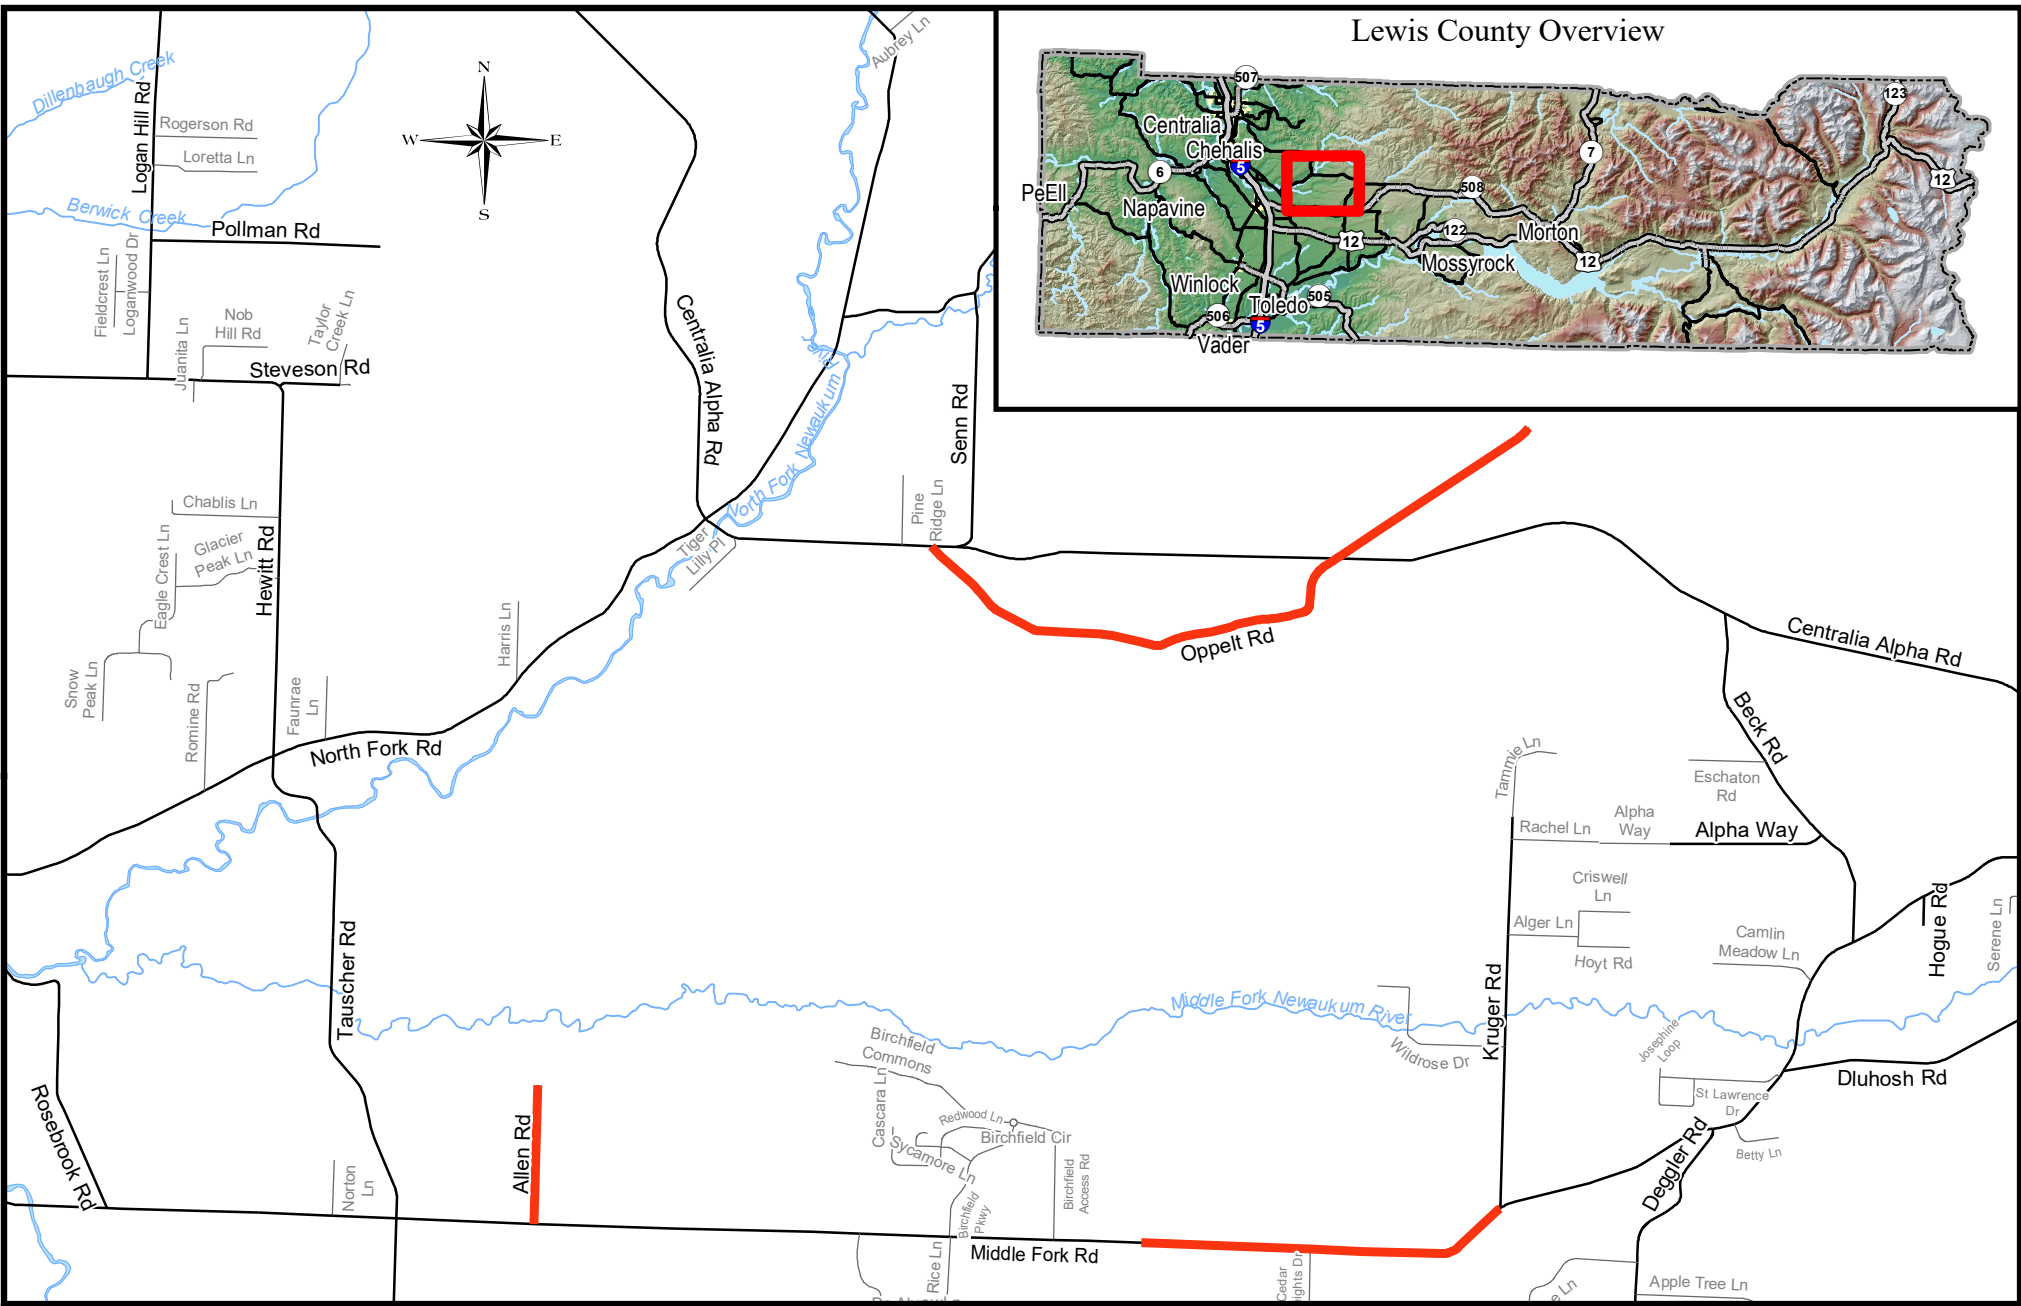 Lewis County Overview
507
123
Centralia
Chehalis
5
7
6
508
12
PeEll
Napavine
122
Morton
12
Mossyrock
12
Winlock
Toledo
505
506
5
Vader
N
W
E
S
Aubrey Ln
Dillenbaugh Creek
Logan Hill Rd
Rogerson Rd
Loretta Ln
Berwick Creek
Pollman Rd
Fieldcrest Ln
Loganwood Dr
Juanita Ln
Nob
Hill Rd
Taylor
Creek Ln
Steveson Rd
Centralia Alpha Rd
North Fork Newaukum
River
Senn Rd
Pine
Ridge Ln
Chablis Ln
Eagle Crest Ln
Glacier
Peak Ln
Hewitt Rd
Tiger
Lilly Pl
Harris Ln
Oppelt Rd
Centralia Alpha Rd
Snow
Peak Ln
Romine Rd
Faunrae
Ln
North Fork Rd
Beck Rd
Tammie Ln
Eschaton
Rd
Rachel Ln
Alpha
Way
Alpha Way
Criswell
Ln
Alger Ln
Hoyt Rd
Camlin
Meadow Ln
Hogue Rd
Serene Ln
Tauscher Rd
Middle Fork Newaukum River
Kruger Rd
Wildrose Dr
Josephine
Loop
Birchfield
Commons
Cascara Ln
Redwood Ln
Birchfield Cir
Sycamore Ln
Birchfield
Access Rd
Birchfield
Pkwy
St Lawrence
Dr
Dluhosh Rd
Betty Ln
Deggler Rd
Rosebrook Rd
Norton
Ln
Allen Rd
Rice Ln
Middle Fork Rd
Cedar
eights Dr
e Ln
Apple Tree Ln